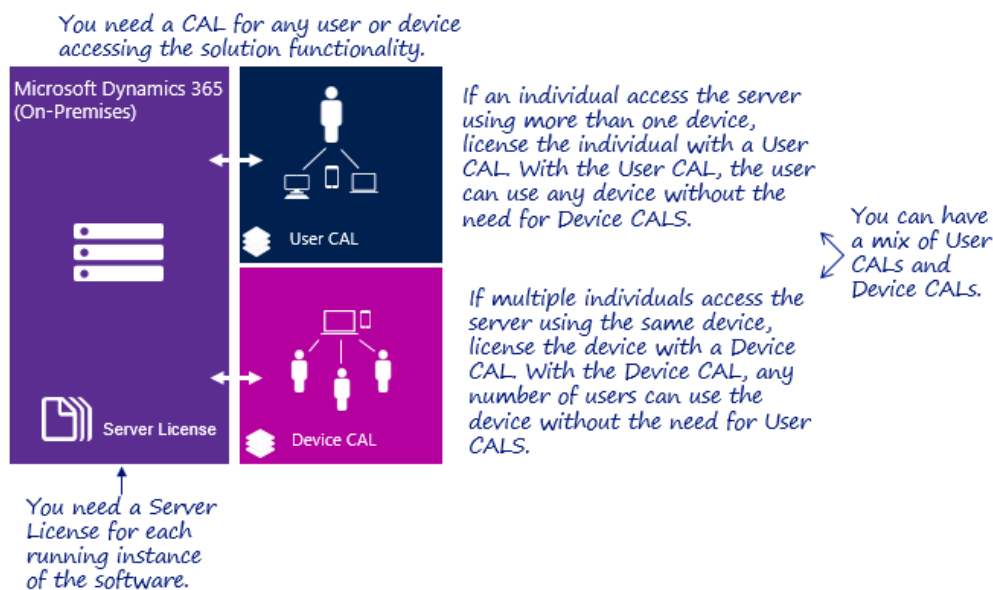 You need a CAL for any user or device
accessing the solution functionality.
Microsoft Dynamics 365
(On-Premises)
Server License
User CAL
Device CAL
If an individual access the server
using more than one device,
license the individual with a User
CAL. With the User CAL, the user
can use any device without the
need for Device CALS.
If multiple individuals access the
server using the same device,
license the device with a Device
CAL. With the Device CAL, any
number of users can use the
device without the need for User
CALS.
You can have
a mix of User
CALs and
Device CALs.
You need a Server
License for each
running instance
of the software.